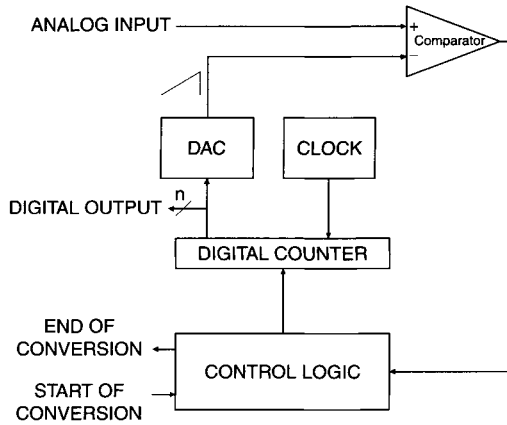 ANALOG INPUT
+
Comparator
−
DAC
CLOCK
n
DIGITAL OUTPUT
DIGITAL COUNTER
END OF
CONVERSION
CONTROL LOGIC
START OF
CONVERSION